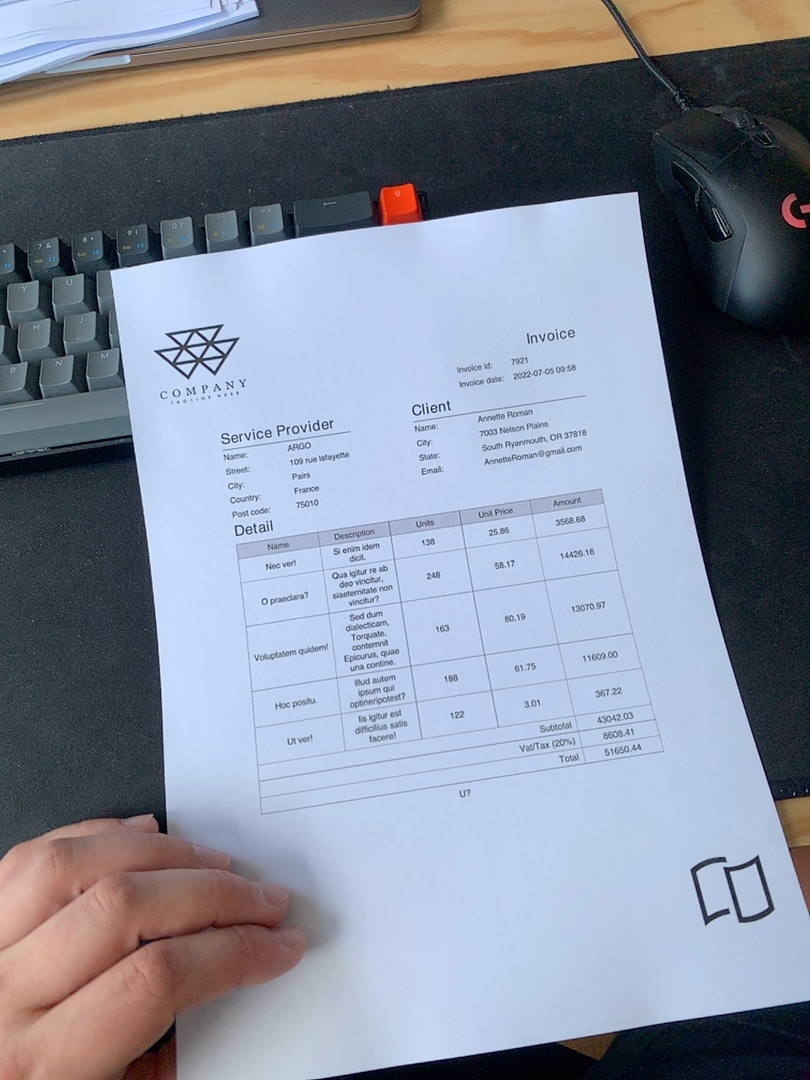 COMPANY
TAGLINE HERE
Invoice
Invoice id: 7921
Invoice date: 2022-07-05 09:58
Service Provider
Name: ARGO
Street: 109 rue lafayette
City: Pairs
Country: France
Post code: 75010
Client
Name: Annette Roman
City: 7003 Nelson Plains
State: South Ryanmouth, OR 37818
Email: AnnetteRoman@gmail.com
Detail
Name Description Units Unit Price Amount
Nec ver! Si enim idem 138 25.86 3568.68
dicit.
O praeclara? Qua igitur re ab 248 58.17 14426.16
deo vincitur,
siaeternitate non
vincitur?
Voluptatem quidem! Sed dum 163 80.19 13070.97
dialecticam,
Torquate,
contemnit
Epicurus, quae
una contine.
Hoc positu. Illud autem 188 61.75 11609.00
ipsum qui
optineripotest?
Ut ver! Iis igitur est 122 3.01 367.22
difficilius satis
facere!
Subtotal 43042.03
Vat/Tax (20%) 8608.41
Total 51650.44
U?
7 &
8 *
9 (
0 )
Y
U
H
J
B
N
M
G